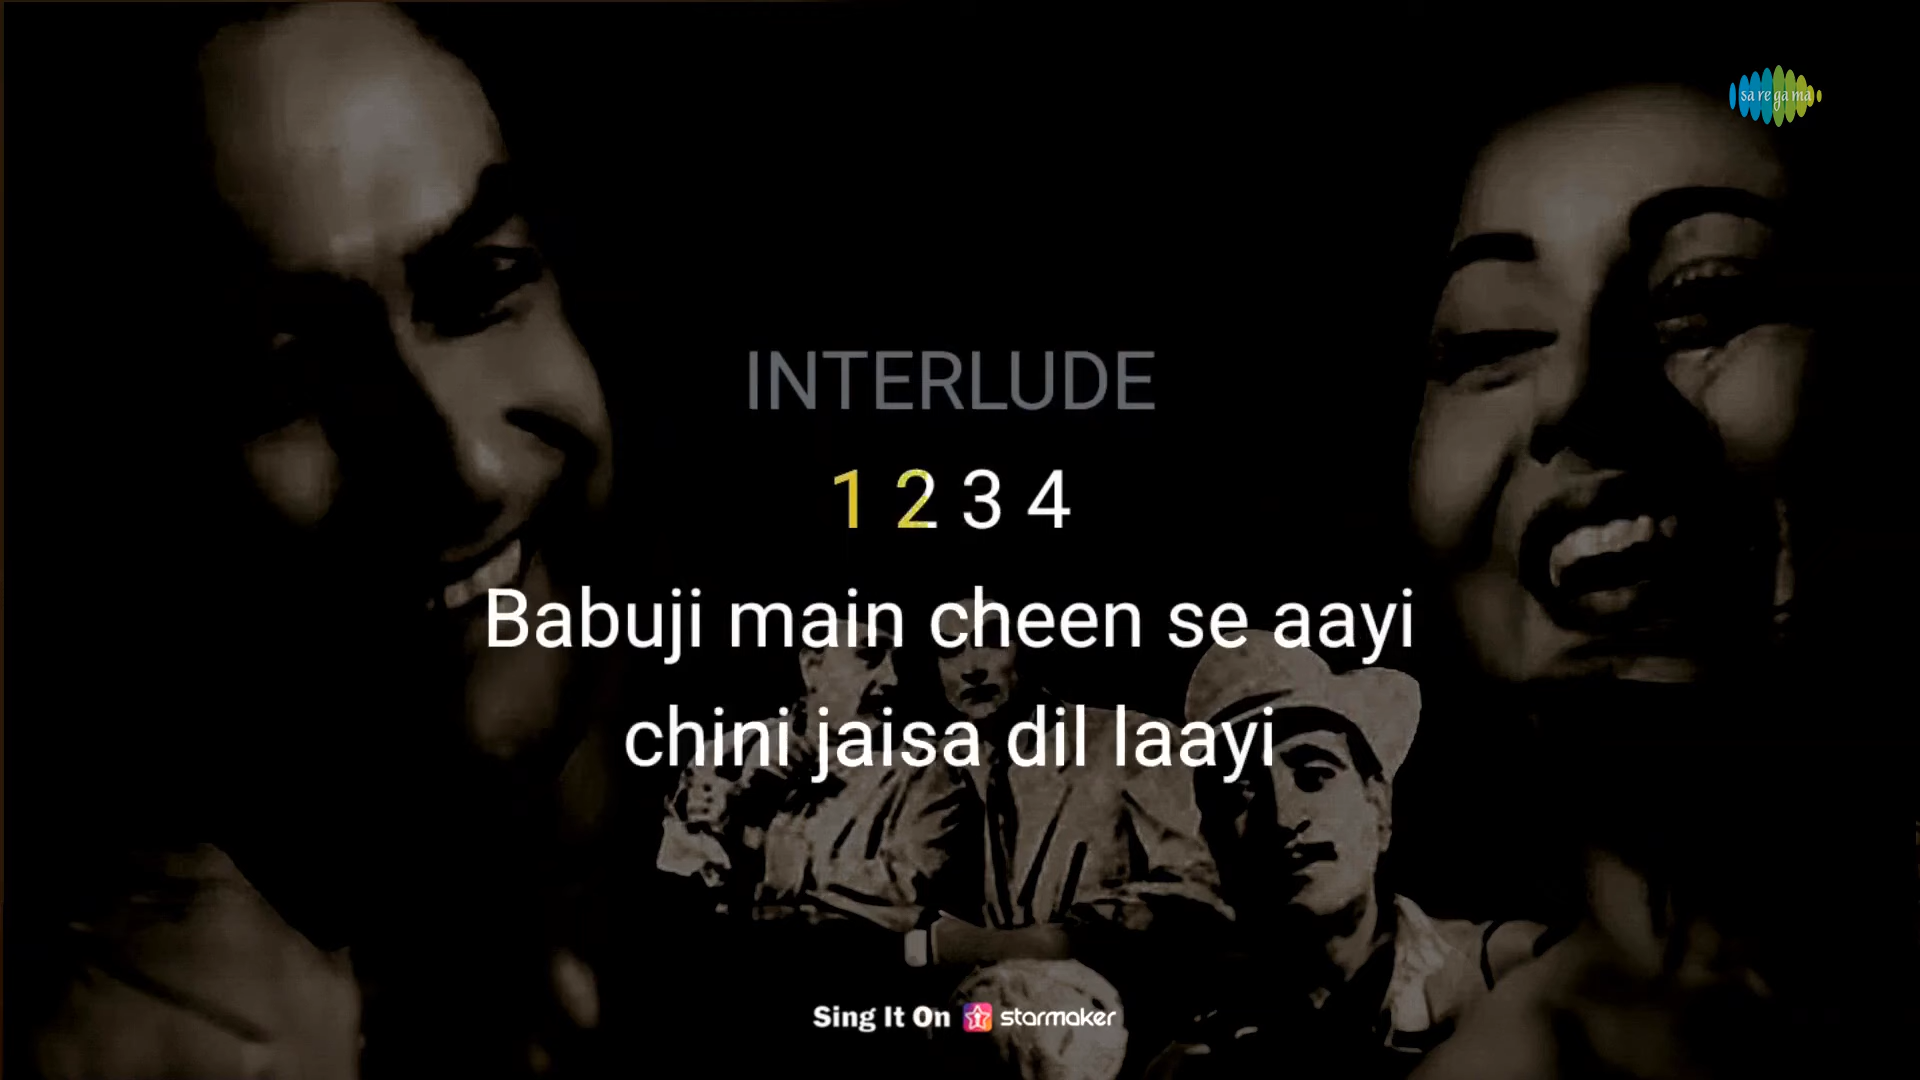 sa re ga ma
INTERLUDE
1 2 3 4
Babuji main cheen se aayi
chini jaisa dil laayi
Sing It On starmaker